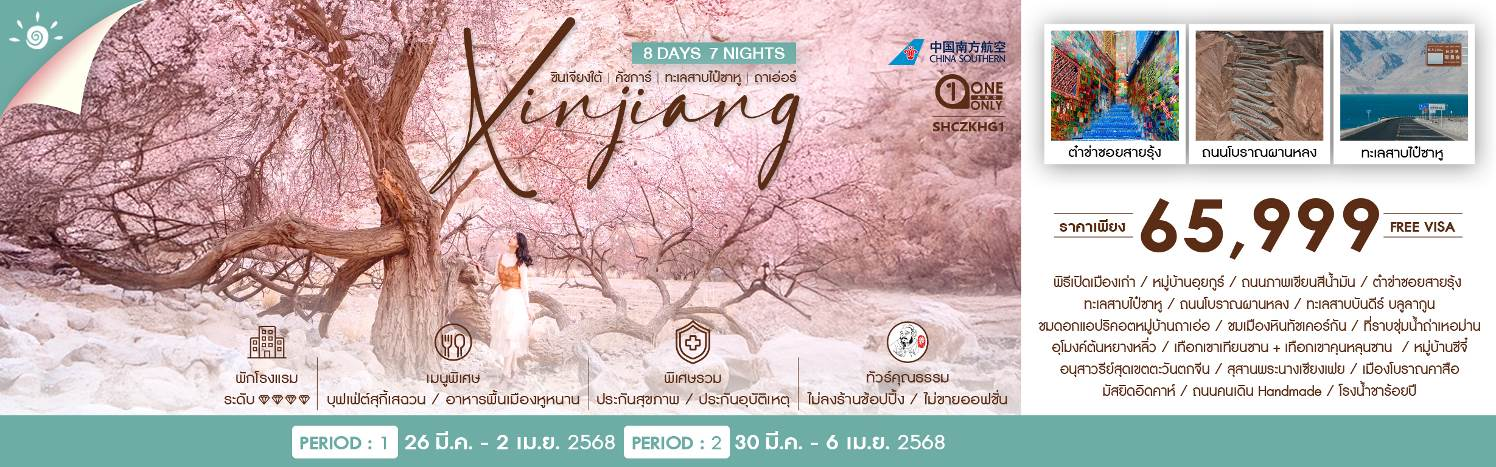 8 DAYS 7 NIGHTS
ซินเจียงใต้ | คัชการ์ | ทะเลสาบไป๋ซาหู | ถาเอ่อร์
Xinjiang
中国南方航空
CHINA SOUTHERN
ONE
AND
ONLY
SHCZKHG1
ต๋าข่าซอยสายรุ้ง
ถนนโบราณผานหลง
ทะเลสาบไป๋ซาหู
ราคาเพียง 65,999 FREE VISA
พิธีเปิดเมืองเก่า / หมู่บ้านอุยกูร์ / ถนนภาพเขียนสีน้ำมัน / ต๋าข่าซอยสายรุ้ง
ทะเลสาบไป๋ซาหู / ถนนโบราณผานหลง / ทะเลสาบบันดีร์ บลูลากูน
ชมดอกแอปริคอตหมู่บ้านถาเอ่อ / ชมเมืองหินทัชเคอร์กัน / ที่ราบชุ่มน้ำถ่าเหอม่าน
อุโมงค์ต้นหยางหลิ่ว / เทือกเขาเทียนซาน + เทือกเขาคุนหลุนซาน / หมู่บ้านซีจี๋
อนุสาวรีย์สุดเขตตะวันตกจีน / สุสานพระนางเซียงเฟย / เมืองโบราณคาสือ
มัสยิดอิดคาห์ / ถนนคนเดิน Handmade / โรงน้ำชาร้อยปี
พักโรงแรม
ระดับ
เมนูพิเศษ
บุฟเฟ่ต์สุกี้เสฉวน / อาหารพื้นเมืองหูหนาน
พิเศษรวม
ประกันสุขภาพ / ประกันอุบัติเหตุ
ทัวร์คุณธรรม
ไม่ลงร้านช้อปปิ้ง / ไม่ขายออฟชั่น
PERIOD : 1 26 มี.ค. - 2 เม.ย. 2568 PERIOD : 2 30 มี.ค. - 6 เม.ย. 2568